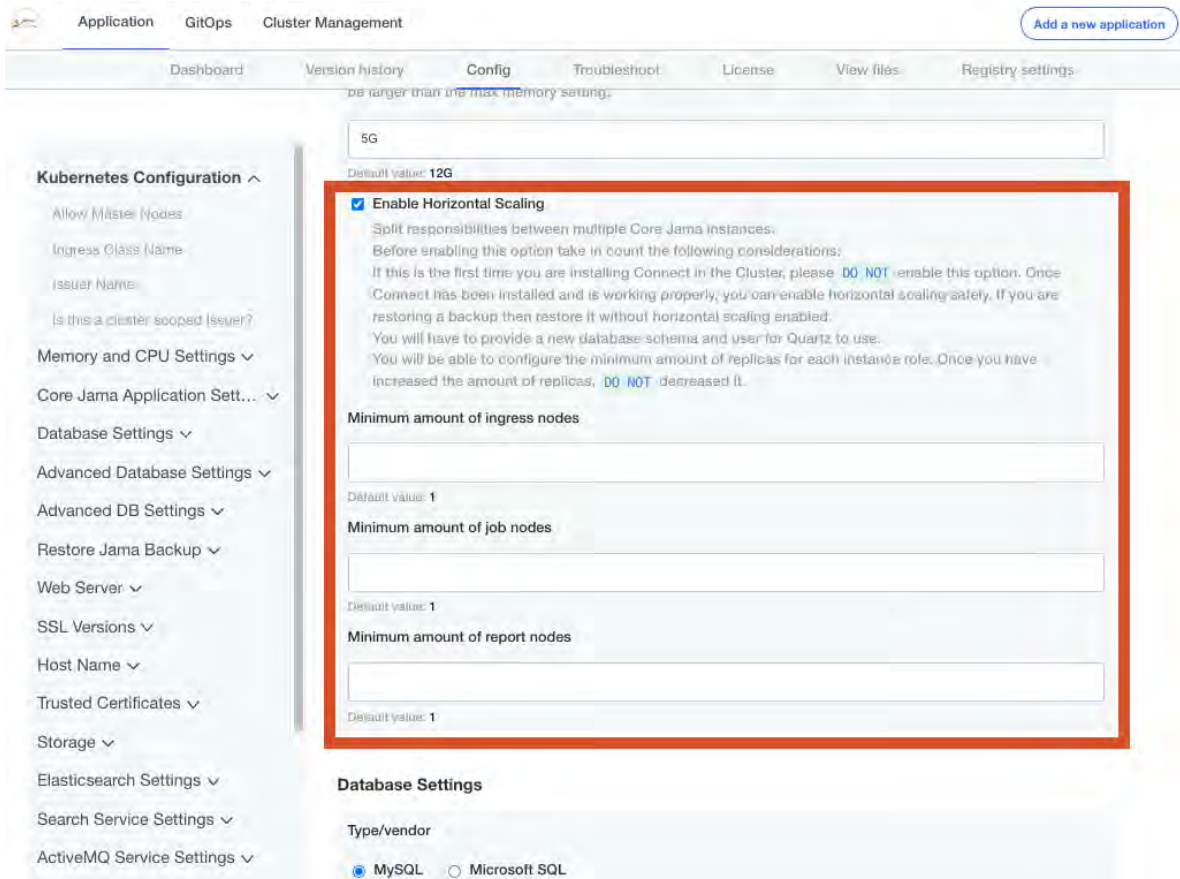 Application GitOps Cluster Management Add a new application
Dashboard Version history Config Troubleshoot License View files Registry settings
be larger than the max memory setting.
5G
Default value: 12G
Kubernetes Configuration
Allow Master Nodes
Ingress Class Name
Issuer Name
Is this a cluster scoped Issuer?
Memory and CPU Settings
Core Jama Application Sett...
Database Settings
Advanced Database Settings
Advanced DB Settings
Restore Jama Backup
Web Server
SSL Versions
Host Name
Trusted Certificates
Storage
Elasticsearch Settings
Search Service Settings
ActiveMQ Service Settings
Enable Horizontal Scaling
Split responsibilities between multiple Core Jama instances.
Before enabling this option take in count the following considerations:
If this is the first time you are installing Connect in the Cluster, please DO NOT enable this option. Once
Connect has been installed and is working properly, you can enable horizontal scaling safely. If you are
restoring a backup then restore it without horizontal scaling enabled.
You will have to provide a new database schema and user for Quartz to use.
You will be able to configure the minimum amount of replicas for each instance role. Once you have
increased the amount of replicas, DO NOT decreased it.
Minimum amount of ingress nodes
Default value: 1
Minimum amount of job nodes
Default value: 1
Minimum amount of report nodes
Default value: 1
Database Settings
Type/vendor
MySQL Microsoft SQL